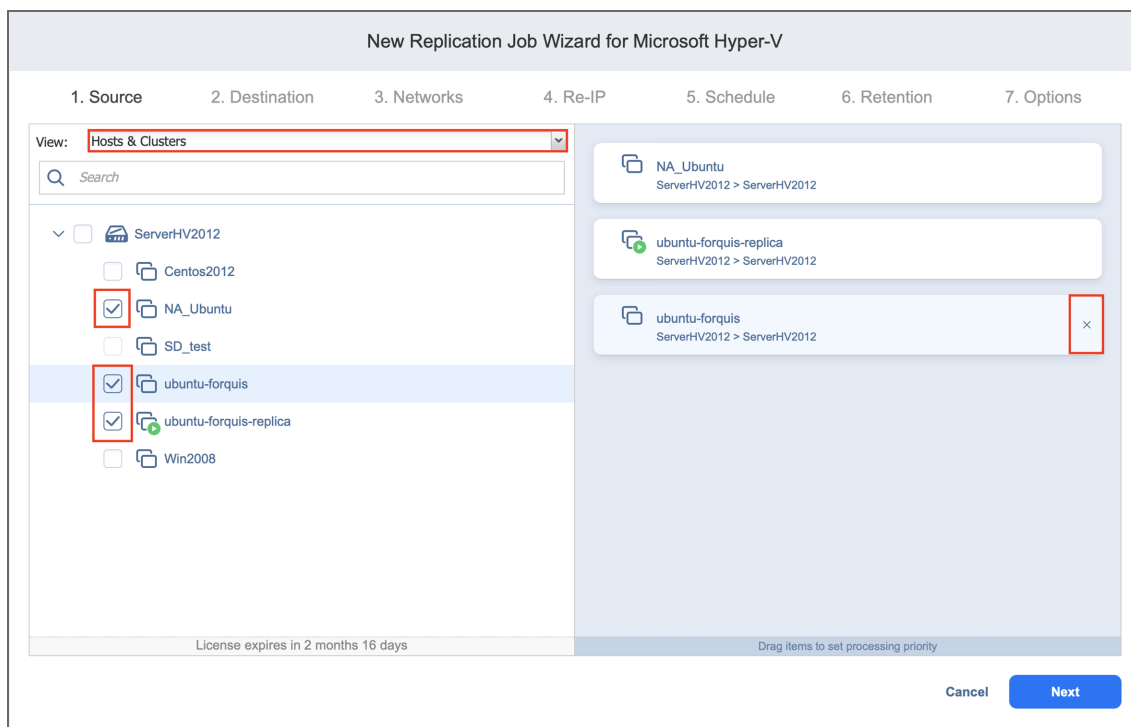 New Replication Job Wizard for Microsoft Hyper-V
1. Source 2. Destination 3. Networks 4. Re-IP 5. Schedule 6. Retention 7. Options
View: Hosts & Clusters
Search
ServerHV2012
Centos2012
NA_Ubuntu
SD_test
ubuntu-forquis
ubuntu-forquis-replica
Win2008
License expires in 2 months 16 days
NA_Ubuntu
ServerHV2012 > ServerHV2012
ubuntu-forquis-replica
ServerHV2012 > ServerHV2012
ubuntu-forquis
ServerHV2012 > ServerHV2012
Drag items to set processing priority
Cancel Next